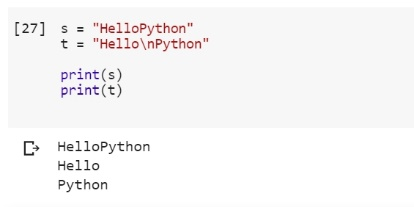 [27] s = "HelloPython"
t = "Hello\nPython"
print(s)
print(t)
HelloPython
Hello
Python